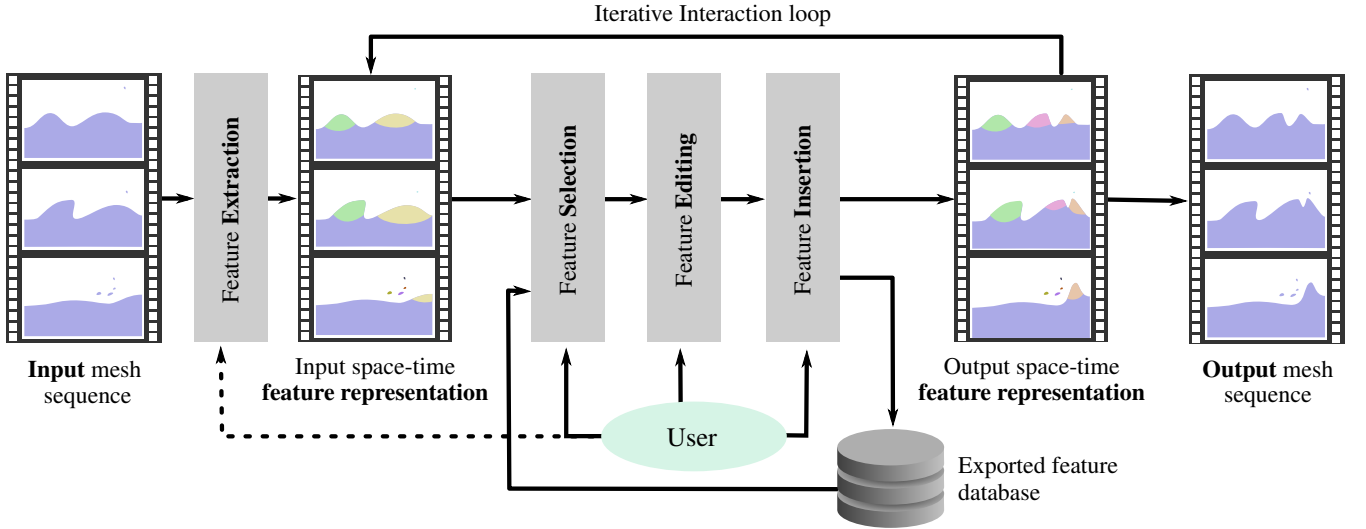 Iterative Interaction loop
Feature Extraction
Feature Selection
Feature Editing
Feature Insertion
Input mesh
sequence
Input space-time
feature representation
Output space-time
feature representation
Output mesh
sequence
User
Exported feature
database